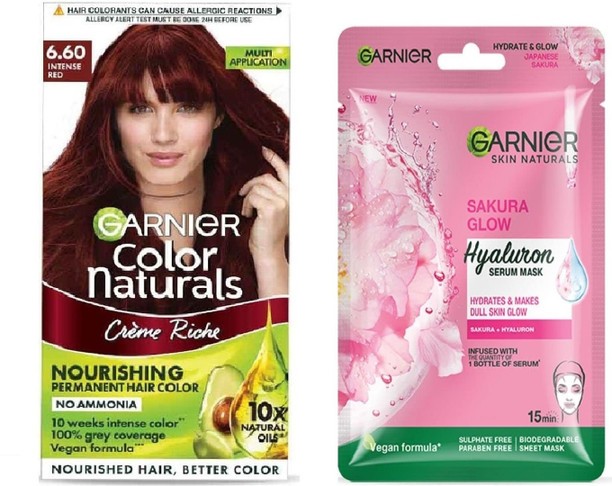 HAIR COLORANTS CAN CAUSE ALLERGIC REACTIONS
ALLERGY ALERT TEST MUST BE DONE 24H BEFORE USE
6.60
INTENSE
RED
MULTI
APPLICATION
GARNIER
Color
Naturals
Crème Riche
NOURISHING
PERMANENT HAIR COLOR
NO AMMONIA
10 weeks intense color**
100% grey coverage
Vegan formula***
10x
NATURAL
OILS*
NOURISHED HAIR, BETTER COLOR
GARNIER
HYDRATE & GLOW
JAPANESE
SAKURA
NEW
GARNIER
SKIN NATURALS
SAKURA
GLOW
Hyaluron
SERUM MASK
HYDRATES & MAKES
DULL SKIN GLOW
SAKURA + HYALURON
INFUSED WITH
THE QUANTITY OF
1 BOTTLE OF SERUM*
15min
Vegan formula*
SULPHATE FREE | BIODEGRADABLE
PARABEN FREE | SHEET MASK